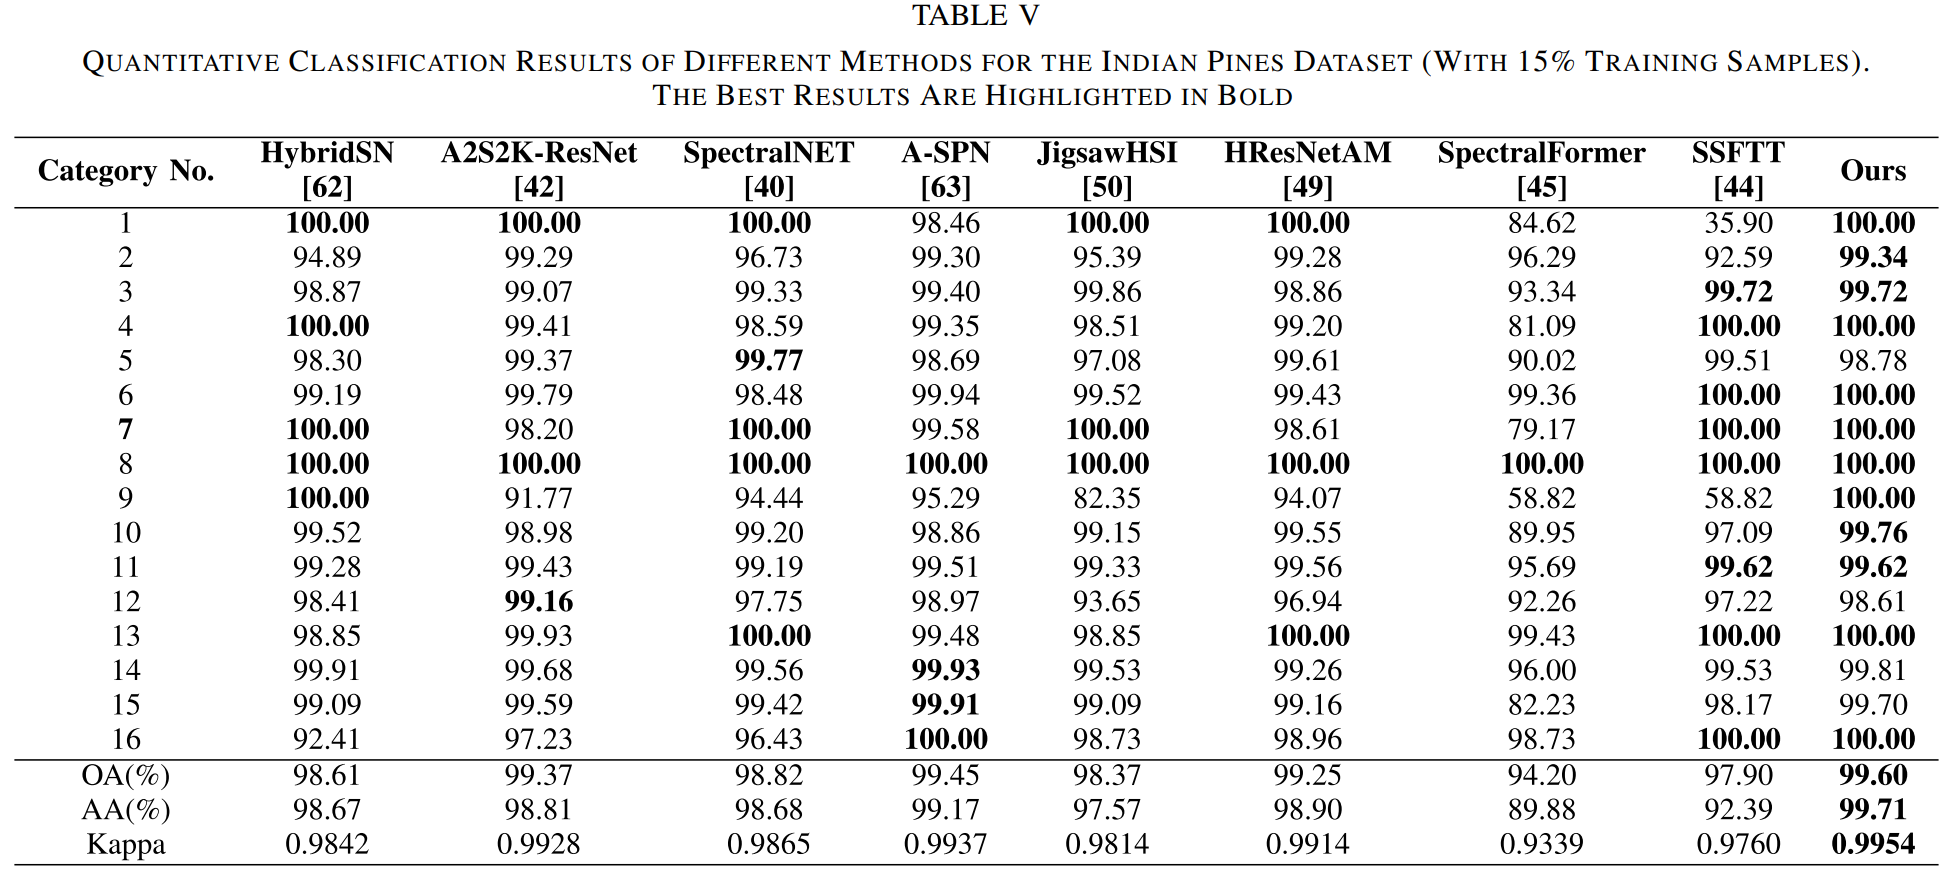 TABLE V
QUANTITATIVE CLASSIFICATION RESULTS OF DIFFERENT METHODS FOR THE INDIAN PINES DATASET (WITH 15% TRAINING SAMPLES).
THE BEST RESULTS ARE HIGHLIGHTED IN BOLD
Category No. HybridSN [62] A2S2K-ResNet [42] SpectralNET [40] A-SPN [63] JigsawHSI [50] HResNetAM [49] SpectralFormer [45] SSFTT [44] Ours
1 100.00 100.00 100.00 98.46 100.00 100.00 84.62 35.90 100.00
2 94.89 99.29 96.73 99.30 95.39 99.28 96.29 92.59 99.34
3 98.87 99.07 99.33 99.40 99.86 98.86 93.34 99.72 99.72
4 100.00 99.41 98.59 99.35 98.51 99.20 81.09 100.00 100.00
5 98.30 99.37 99.77 98.69 97.08 99.61 90.02 99.51 98.78
6 99.19 99.79 98.48 99.94 99.52 99.43 99.36 100.00 100.00
7 100.00 98.20 100.00 99.58 100.00 98.61 79.17 100.00 100.00
8 100.00 100.00 100.00 100.00 100.00 100.00 100.00 100.00 100.00
9 100.00 91.77 94.44 95.29 82.35 94.07 58.82 58.82 100.00
10 99.52 98.98 99.20 98.86 99.15 99.55 89.95 97.09 99.76
11 99.28 99.43 99.19 99.51 99.33 99.56 95.69 99.62 99.62
12 98.41 99.16 97.75 98.97 93.65 96.94 92.26 97.22 98.61
13 98.85 99.93 100.00 99.48 98.85 100.00 99.43 100.00 100.00
14 99.91 99.68 99.56 99.93 99.53 99.26 96.00 99.53 99.81
15 99.09 99.59 99.42 99.91 99.09 99.16 82.23 98.17 99.70
16 92.41 97.23 96.43 100.00 98.73 98.96 98.73 100.00 100.00
OA(%) 98.61 99.37 98.82 99.45 98.37 99.25 94.20 97.90 99.60
AA(%) 98.67 98.81 98.68 99.17 97.57 98.90 89.88 92.39 99.71
Kappa 0.9842 0.9928 0.9865 0.9937 0.9814 0.9914 0.9339 0.9760 0.9954